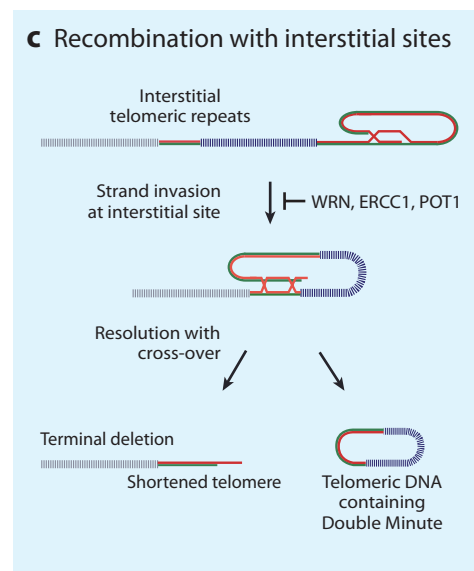 c Recombination with interstitial sites
Interstitial
telomeric repeats
Strand invasion
at interstitial site
WRN, ERCC1, POT1
Resolution with
cross-over
Terminal deletion
Shortened telomere
Telomeric DNA
containing
Double Minute